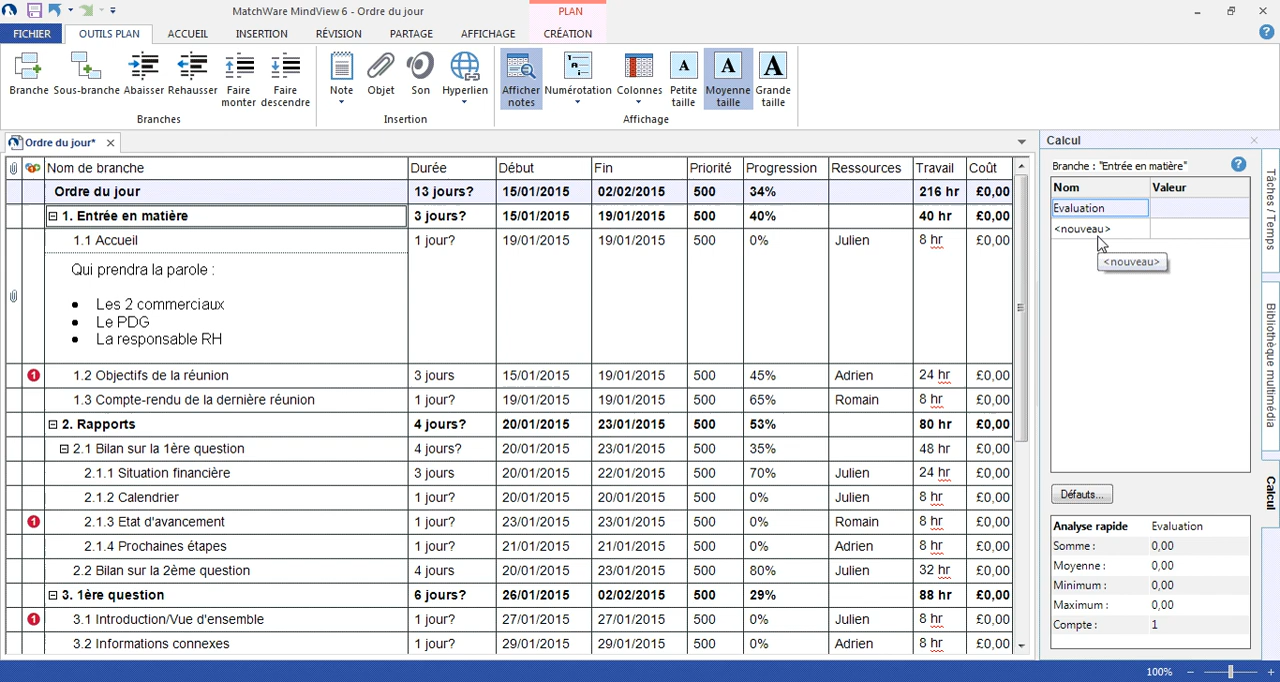 MatchWare MindView 6 - Ordre du jour
PLAN
FICHIER OUTILS PLAN ACCUEIL INSERTION RÉVISION PARTAGE AFFICHAGE CRÉATION
Branche Sous-branche Abaisser Rehausser Faire monter Faire descendre
Note Objet Son Hyperlien
Afficher notes Numérotation Colonnes Petite taille Moyenne taille Grande taille
Branches Insertion Affichage
Ordre du jour*
Nom de branche Durée Début Fin Priorité Progression Ressources Travail Coût
Ordre du jour 13 jours? 15/01/2015 02/02/2015 500 34% 216 hr £0,00
1. Entrée en matière 3 jours? 15/01/2015 19/01/2015 500 40% 40 hr £0,00
1.1 Accueil 1 jour? 19/01/2015 19/01/2015 500 0% Julien 8 hr £0,00
Qui prendra la parole :
• Les 2 commerciaux
• Le PDG
• La responsable RH
1.2 Objectifs de la réunion 3 jours 15/01/2015 19/01/2015 500 45% Adrien 24 hr £0,00
1.3 Compte-rendu de la dernière réunion 1 jour? 19/01/2015 19/01/2015 500 65% Romain 8 hr £0,00
2. Rapports 4 jours? 20/01/2015 23/01/2015 500 53% 80 hr £0,00
2.1 Bilan sur la 1ère question 4 jours? 20/01/2015 23/01/2015 500 35% 48 hr £0,00
2.1.1 Situation financière 3 jours 20/01/2015 22/01/2015 500 70% Julien 24 hr £0,00
2.1.2 Calendrier 1 jour? 20/01/2015 20/01/2015 500 0% Julien 8 hr £0,00
2.1.3 Etat d'avancement 1 jour? 23/01/2015 23/01/2015 500 0% Romain 8 hr £0,00
2.1.4 Prochaines étapes 1 jour? 21/01/2015 21/01/2015 500 0% Adrien 8 hr £0,00
2.2 Bilan sur la 2ème question 4 jours 20/01/2015 23/01/2015 500 80% Julien 32 hr £0,00
3. 1ère question 6 jours? 26/01/2015 02/02/2015 500 29% 88 hr £0,00
3.1 Introduction/Vue d'ensemble 1 jour? 27/01/2015 27/01/2015 500 0% Julien 8 hr £0,00
3.2 Informations connexes 1 jour? 29/01/2015 29/01/2015 500 0% Adrien 8 hr £0,00
Calcul
Branche : "Entrée en matière"
Nom Valeur
Evaluation
<nouveau>
<nouveau>
Défauts...
Analyse rapide Evaluation
Somme : 0,00
Moyenne : 0,00
Minimum : 0,00
Maximum : 0,00
Compte : 1
Tâches / Temps
Bibliothèque multimédia
Calcul
100%